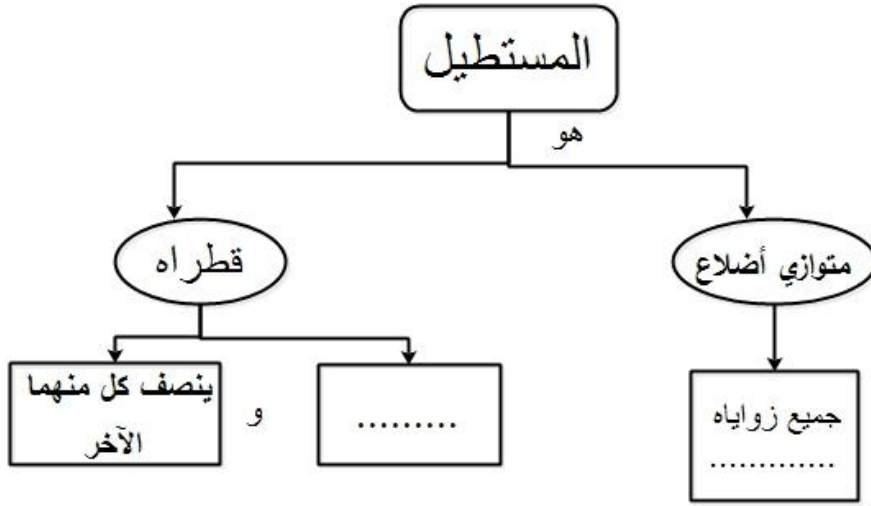 المستطيل
هو
متوازي أضلاع
قطراه
جميع زواياه
.............
.........
و
ينصف كل منهما
الآخر